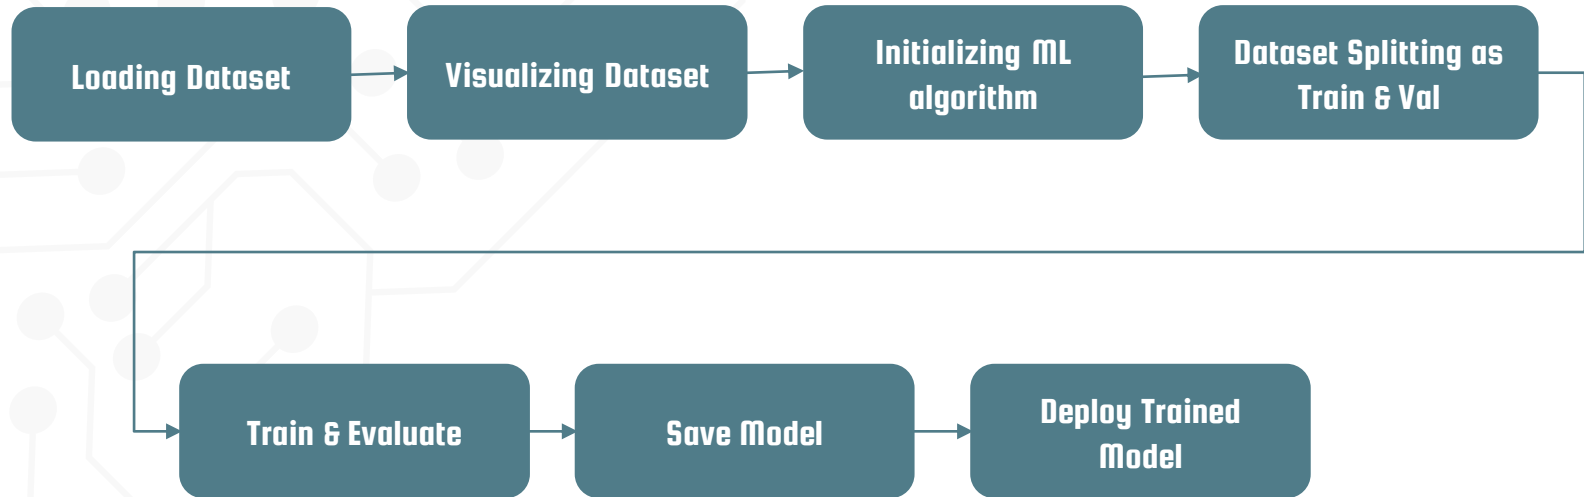 Loading Dataset
Visualizing Dataset
Initializing ML
algorithm
Dataset Splitting as
Train & Val
Train & Evaluate
Save Model
Deploy Trained
Model